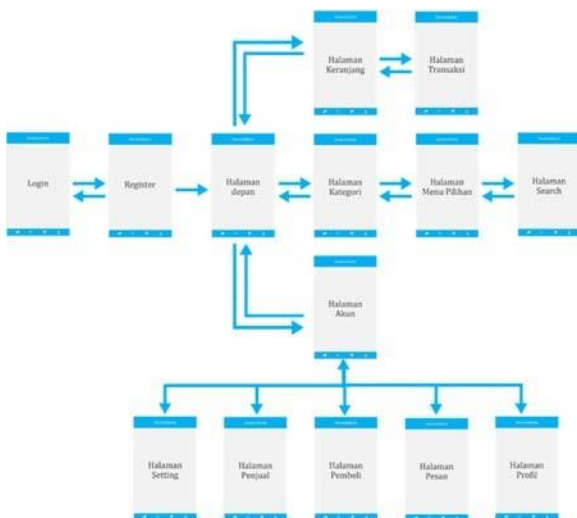 Halaman
Keranjang
Halaman
Transaksi
Login
Register
Halaman
depan
Halaman
Kategori
Halaman
Menu Pilihan
Halaman
Search
Halaman
Akun
Halaman
Setting
Halaman
Penjual
Halaman
Pembeli
Halaman
Pesan
Halaman
Profil